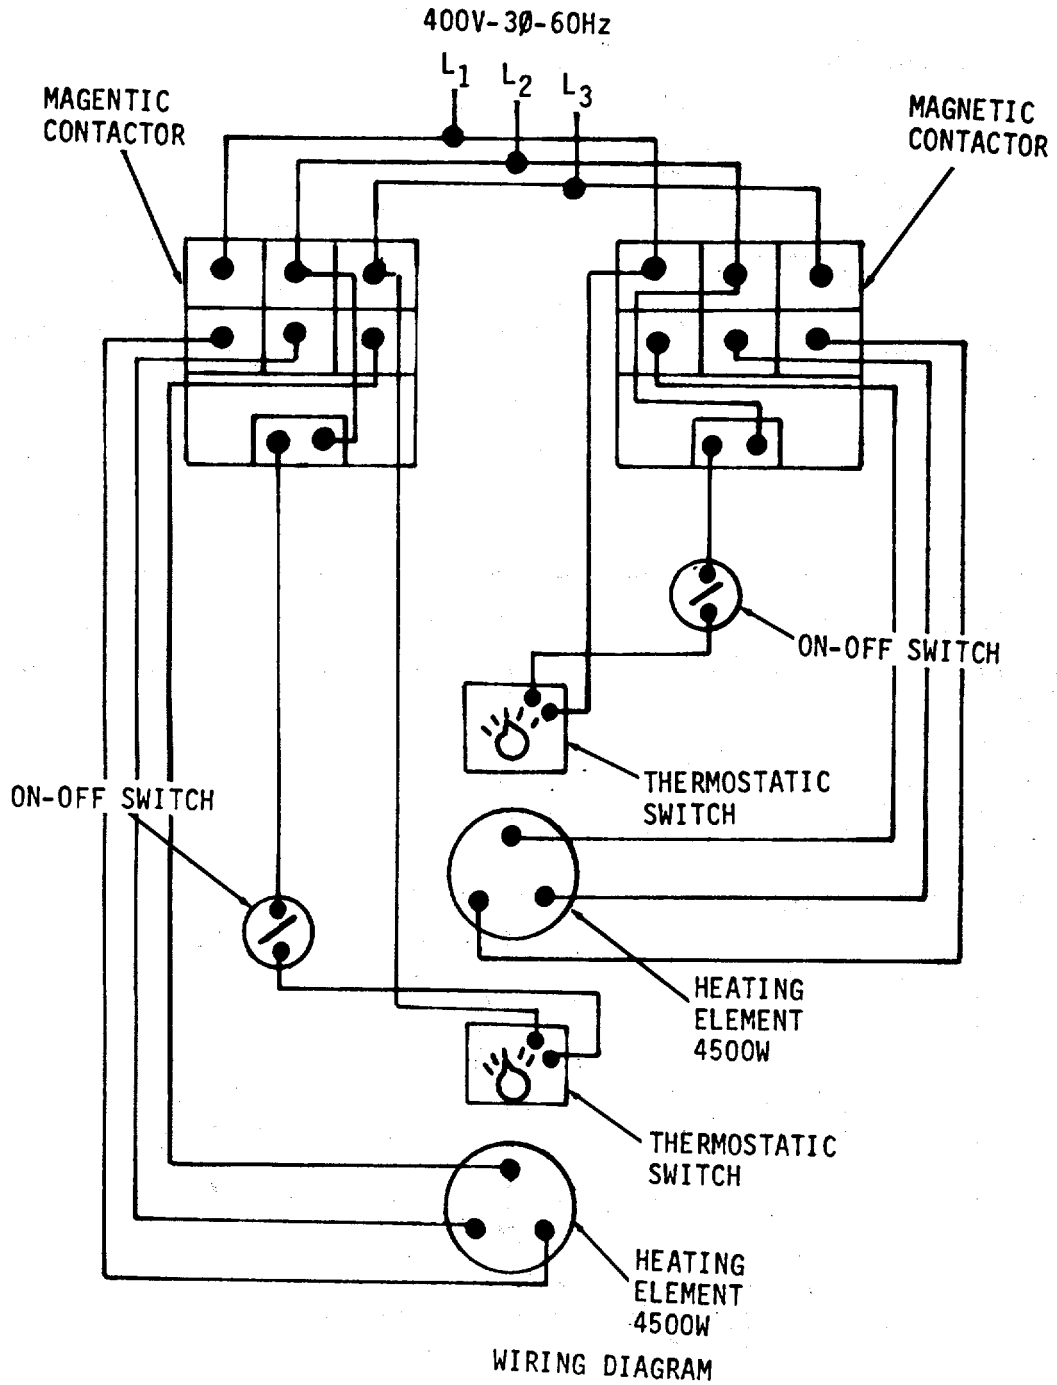 400V-3Ø-60Hz
L1
L2
L3
MAGENTIC
CONTACTOR
MAGNETIC
CONTACTOR
ON-OFF SWITCH
THERMOSTATIC
SWITCH
ON-OFF SWITCH
HEATING
ELEMENT
4500W
THERMOSTATIC
SWITCH
HEATING
ELEMENT
4500W
WIRING DIAGRAM